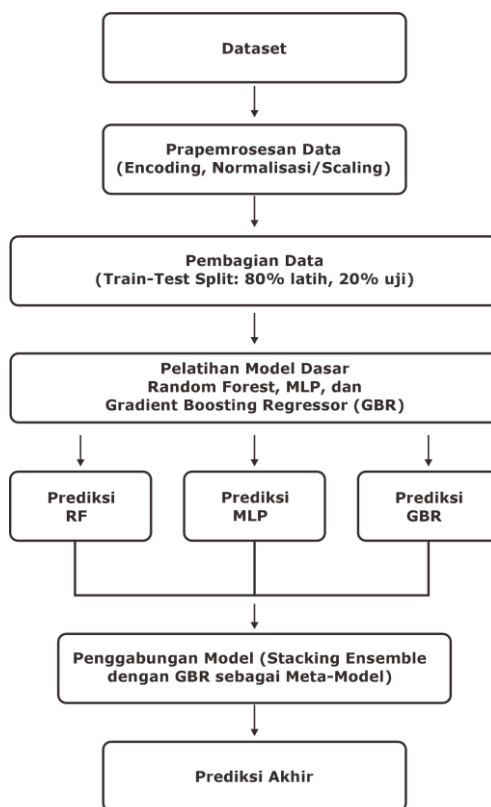 Dataset
Prapemrosesan Data
(Encoding, Normalisasi/Scaling)
Pembagian Data
(Train-Test Split: 80% latih, 20% uji)
Pelatihan Model Dasar
Random Forest, MLP, dan
Gradient Boosting Regressor (GBR)
Prediksi
RF
Prediksi
MLP
Prediksi
GBR
Penggabungan Model (Stacking Ensemble
dengan GBR sebagai Meta-Model)
Prediksi Akhir